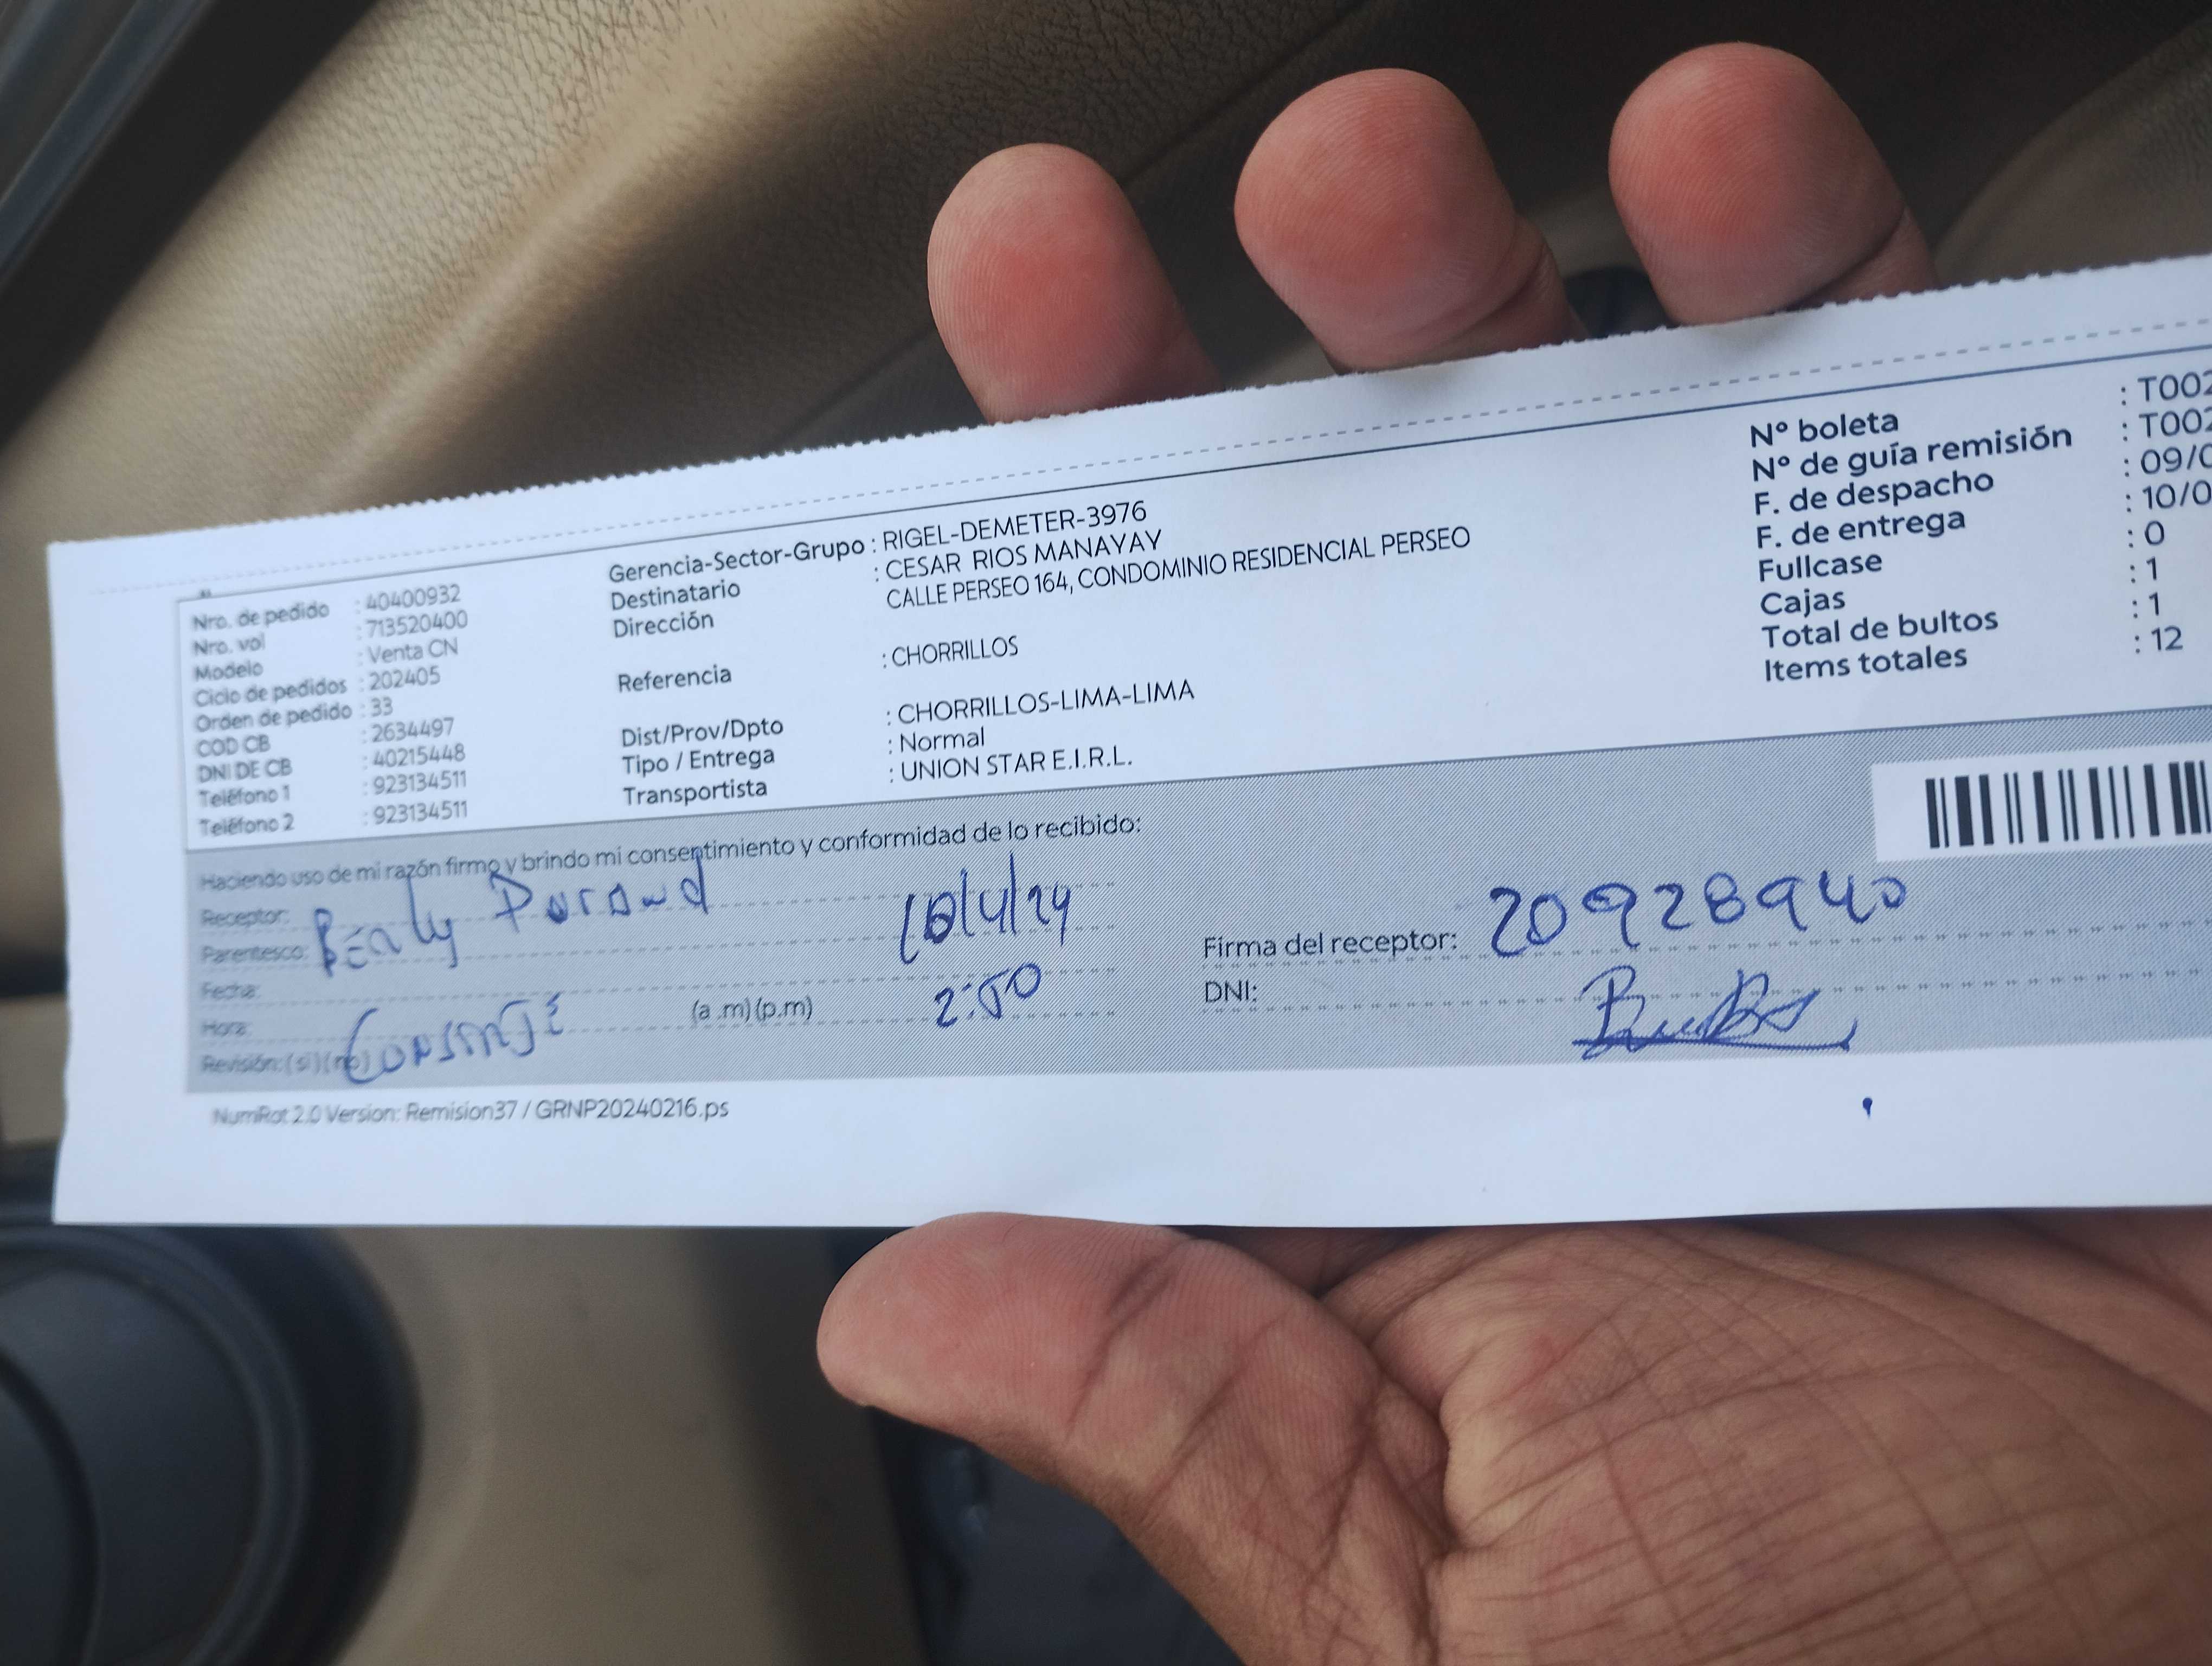 Nro. de pedido : 40400932
Nro. vol : 713520400
Modelo : Venta CN
Ciclo de pedidos : 202405
Orden de pedido : 33
COD CB : 2634497
DNI DE CB : 40215448
Teléfono 1 : 923134511
Teléfono 2 : 923134511
Gerencia-Sector-Grupo : RIGEL-DEMETER-3976
Destinatario : CESAR RIOS MANAYAY
Dirección CALLE PERSEO 164, CONDOMINIO RESIDENCIAL PERSEO
: CHORRILLOS
Referencia
Dist/Prov/Dpto : CHORRILLOS-LIMA-LIMA
Tipo / Entrega : Normal
Transportista : UNION STAR E.I.R.L.
Nº boleta : T002
Nº de guía remisión : T002
F. de despacho : 09/0
F. de entrega : 10/0
Fullcase : 0
Cajas : 1
Total de bultos : 1
Items totales : 12
Haciendo uso de mi razón firmo y brindo mi consentimiento y conformidad de lo recibido:
Receptor:
Parentesco:
Fecha:
Hora: (a .m) (p.m) 2:50
Revisión: (si) (no)
Firma del receptor: 20928940
DNI:
NumRot 2.0 Version: Remision37 / GRNP20240216.ps